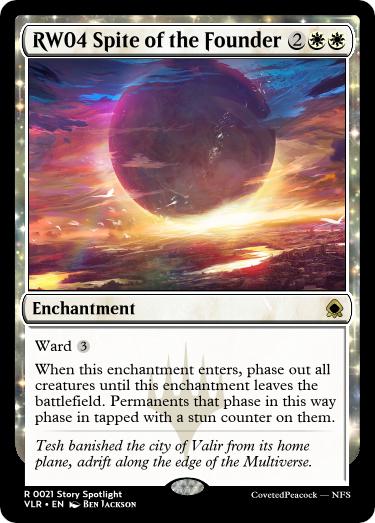 RW04 Spite of the Founder 2
Enchantment
Ward 3
When this enchantment enters, phase out all
creatures until this enchantment leaves the
battlefield. Permanents that phase in this way
phase in tapped with a stun counter on them.
Tesh banished the city of Valir from its home
plane, adrift along the edge of the Multiverse.
R 0021 Story Spotlight
VLR • EN Ben Jackson
CovetedPeacock — NFS